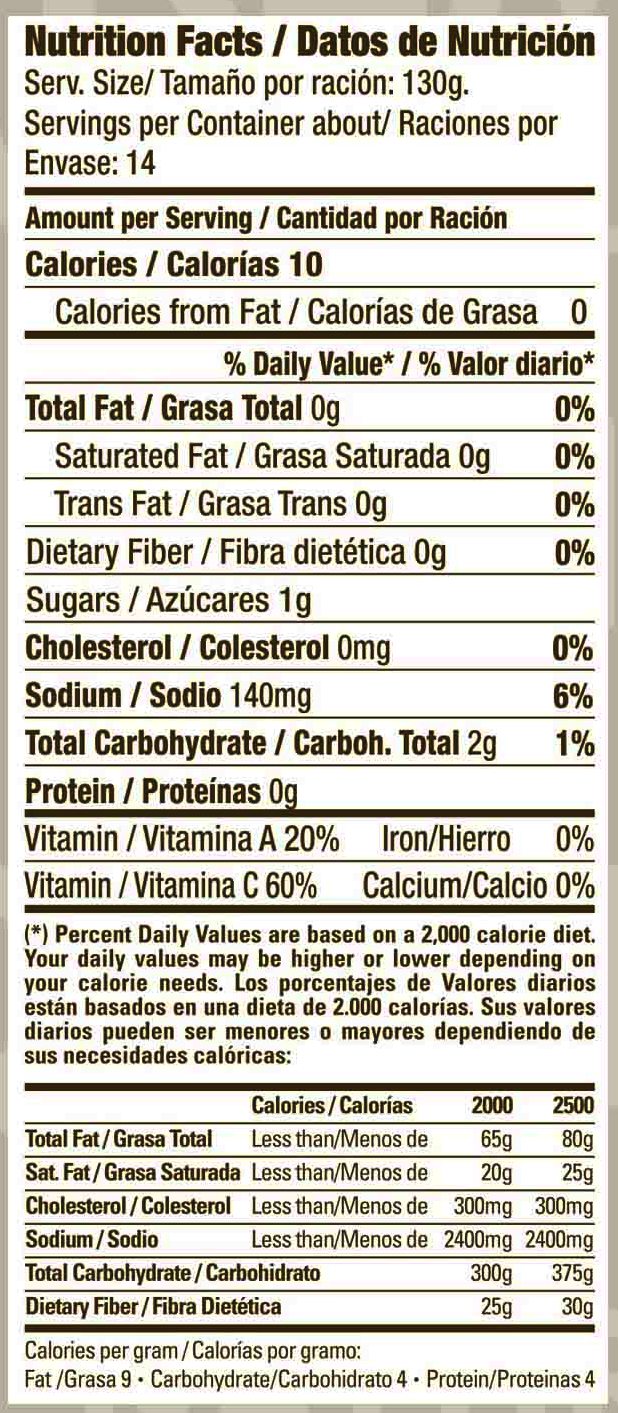 Nutrition Facts / Datos de Nutrición
Serv. Size/ Tamaño por ración: 130g.
Servings per Container about/ Raciones por
Envase: 14
Amount per Serving / Cantidad por Ración
Calories / Calorías 10
Calories from Fat / Calorías de Grasa 0
% Daily Value* / % Valor diario*
Total Fat / Grasa Total 0g 0%
Saturated Fat / Grasa Saturada 0g 0%
Trans Fat / Grasa Trans 0g 0%
Dietary Fiber / Fibra dietética 0g 0%
Sugars / Azúcares 1g
Cholesterol / Colesterol 0mg 0%
Sodium / Sodio 140mg 6%
Total Carbohydrate / Carboh. Total 2g 1%
Protein / Proteínas 0g
Vitamin / Vitamina A 20% Iron/Hierro 0%
Vitamin / Vitamina C 60% Calcium/Calcio 0%
(*) Percent Daily Values are based on a 2,000 calorie diet.
Your daily values may be higher or lower depending on
your calorie needs. Los porcentajes de Valores diarios
están basados en una dieta de 2.000 calorías. Sus valores
diarios pueden ser menores o mayores dependiendo de
sus necesidades calóricas:
Calories / Calorías 2000 2500
Total Fat / Grasa Total Less than/Menos de 65g 80g
Sat. Fat / Grasa Saturada Less than/Menos de 20g 25g
Cholesterol / Colesterol Less than/Menos de 300mg 300mg
Sodium / Sodio Less than/Menos de 2400mg 2400mg
Total Carbohydrate / Carbohidrato 300g 375g
Dietary Fiber / Fibra Dietética 25g 30g
Calories per gram / Calorías por gramo:
Fat /Grasa 9 • Carbohydrate/Carbohidrato 4 • Protein/Proteinas 4